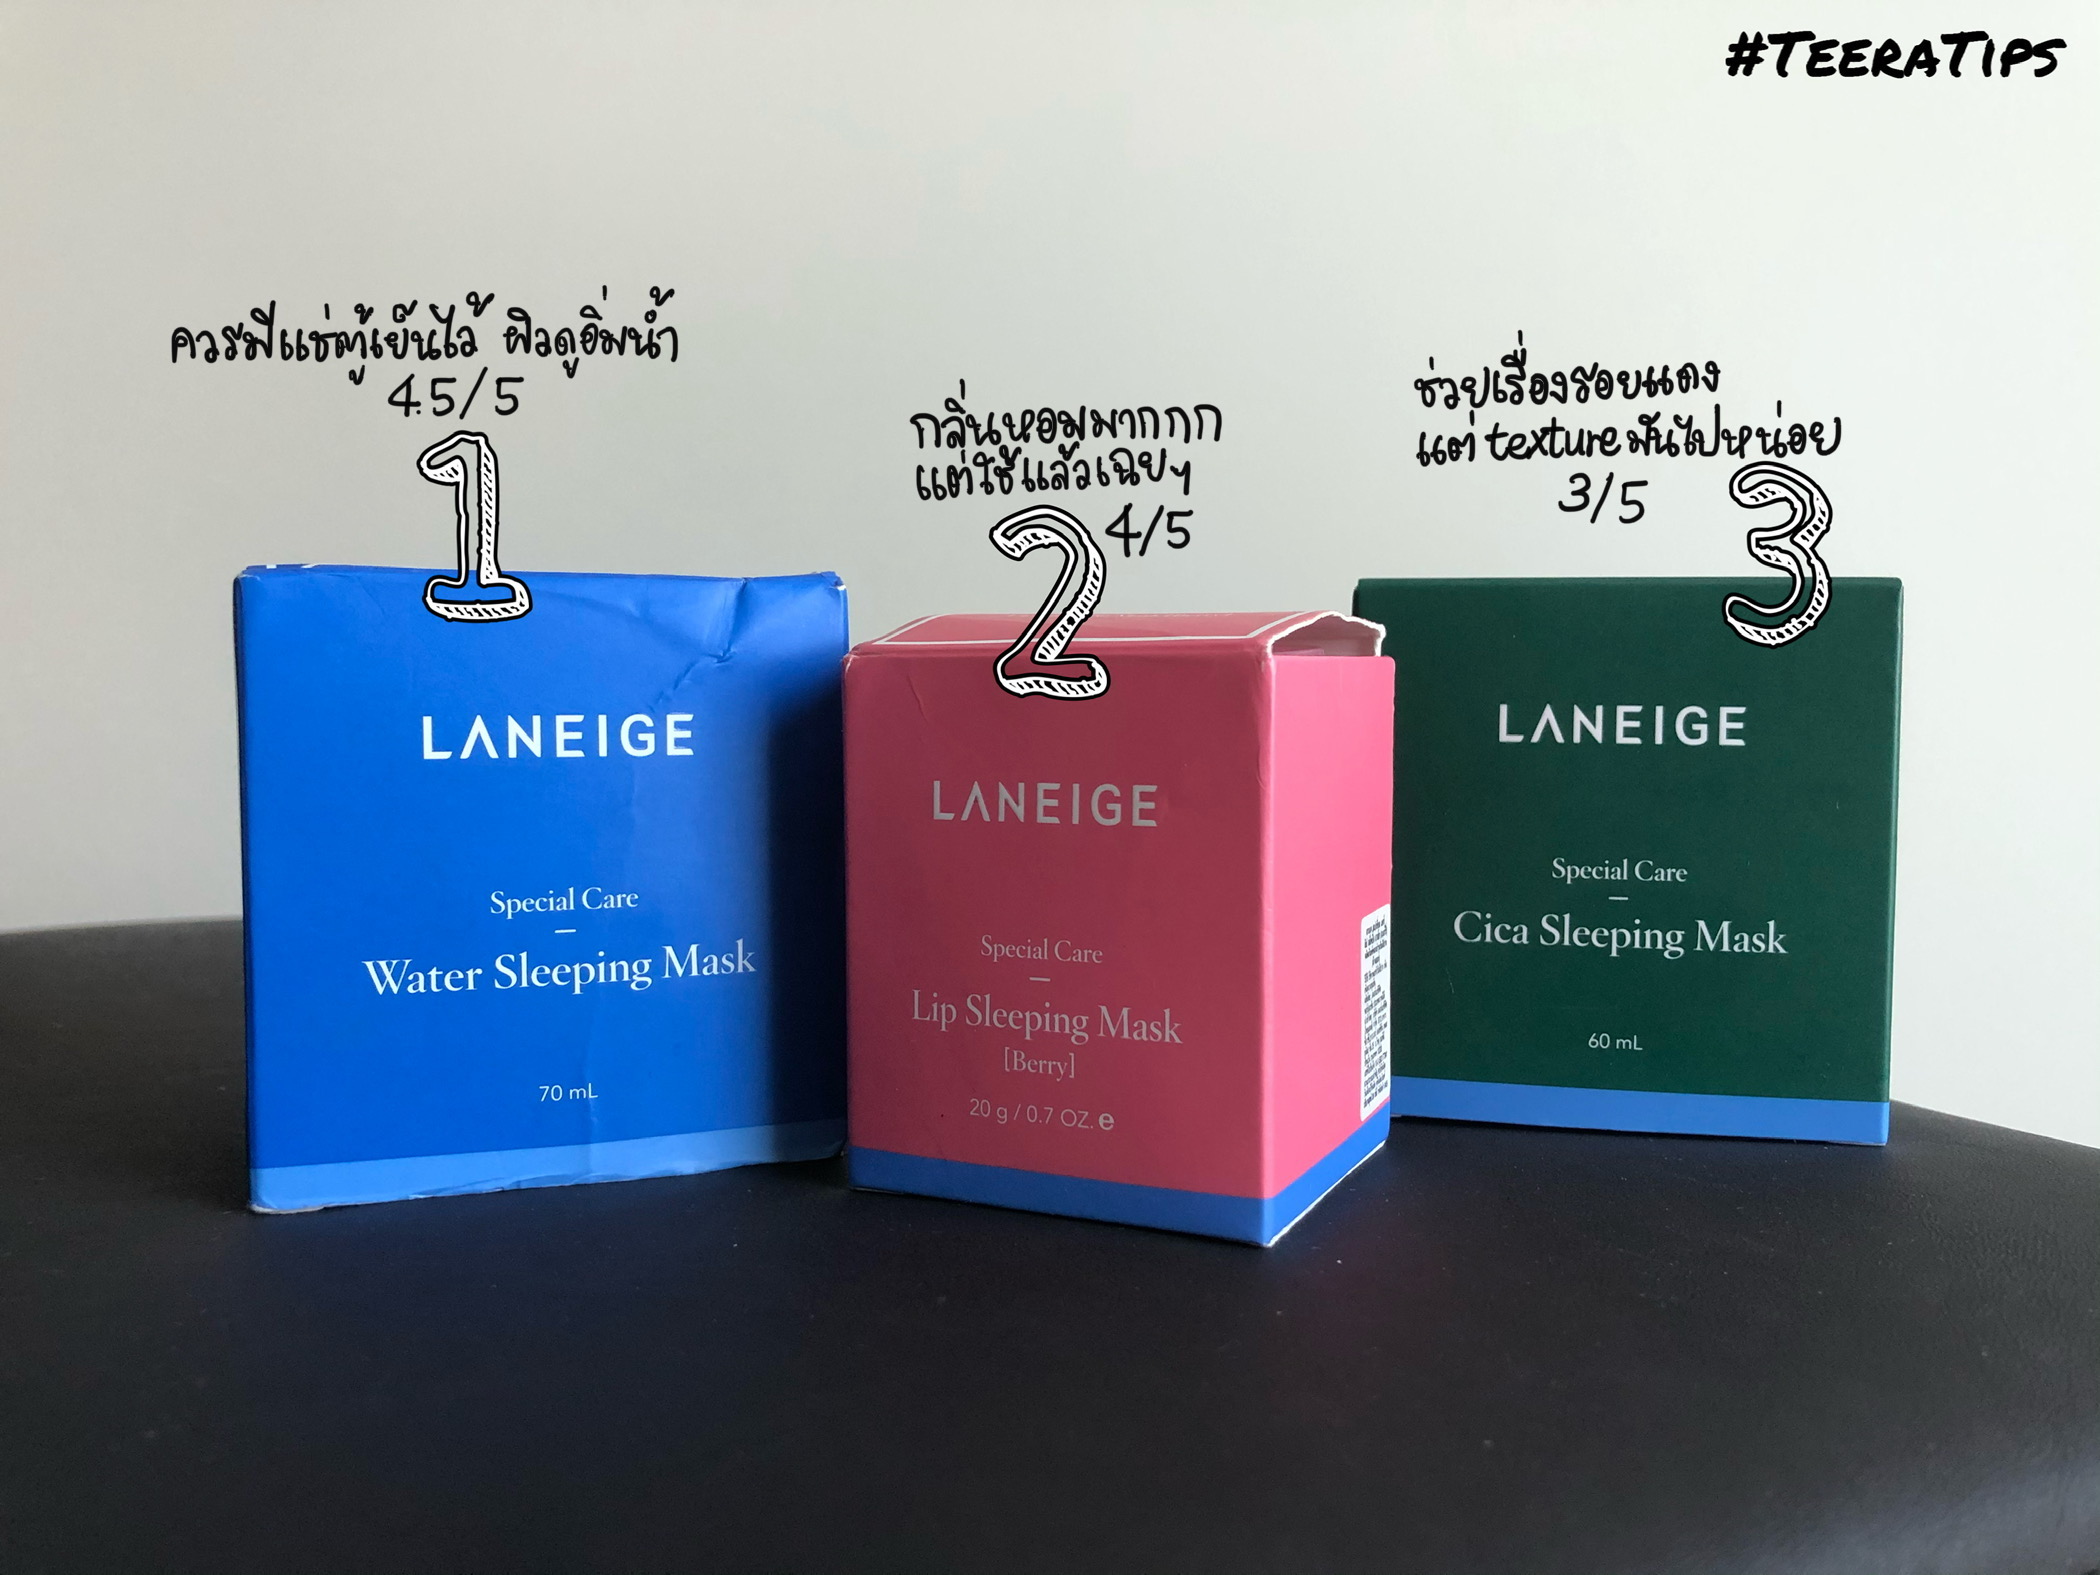 #TEERATIPS
ควรมีแช่ตู้เย็นไว้ ผิวดูอิ่มน้ำ
4.5/5
1
กลิ่นหอมมากกก
แต่ใช้แล้วเฉยๆ
4/5
2
ช่วยเรื่องรอยแดง
แต่ texture มันไปหน่อย
3/5
3
LANEIGE
Special Care
Water Sleeping Mask
70 mL
LANEIGE
Special Care
Lip Sleeping Mask
[Berry]
20 g / 0.7 OZ. e
LANEIGE
Special Care
Cica Sleeping Mask
60 mL